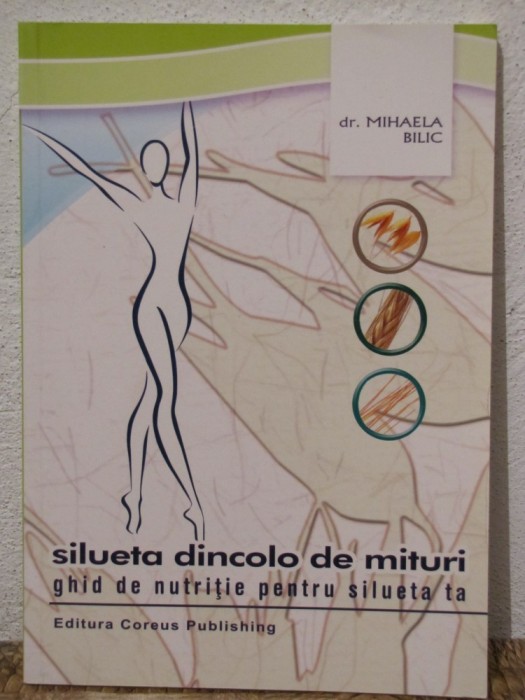 dr. MIHAELA
BILIC
silueta dincolo de mituri
ghid de nutriţie pentru silueta ta
Editura Coreus Publishing